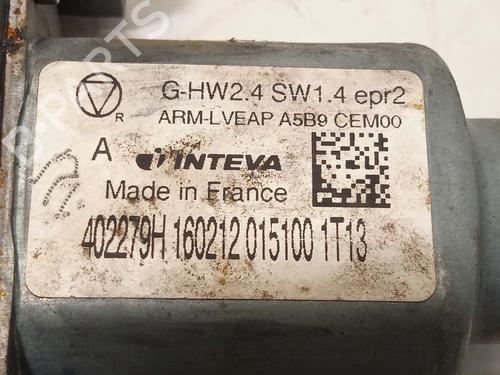 G-HW2.4 SW1.4 epr2
R
ARM-LVEAP A5B9 CEM00
A INTEVA
Made in France
402279H 160212 015100 1T13